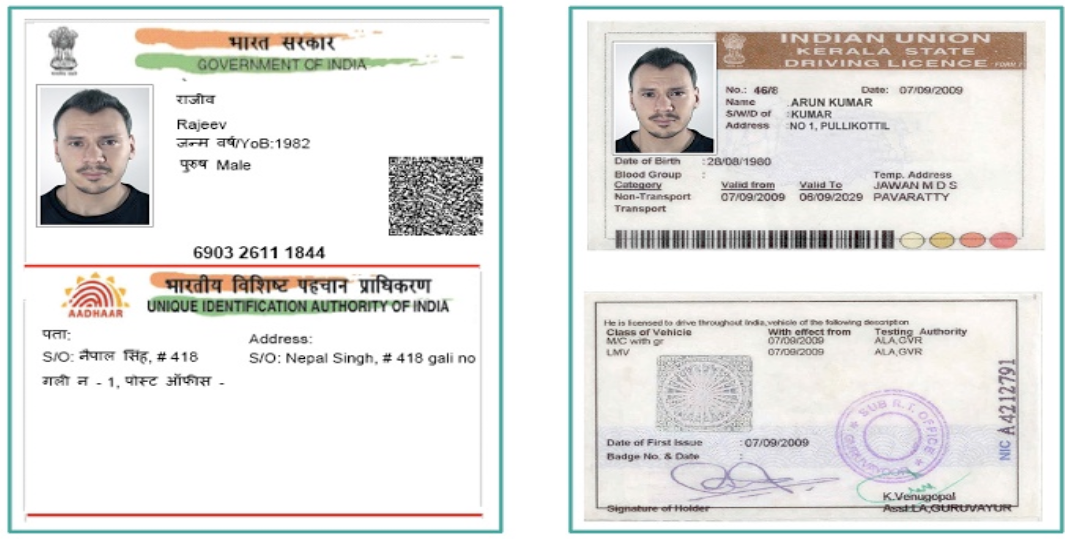 भारत सरकार
GOVERNMENT OF INDIA
राजीव
Rajeev
जन्म वर्ष/YoB:1982
पुरुष Male
6903 2611 1844
भारतीय विशिष्ट पहचान प्राधिकरण
UNIQUE IDENTIFICATION AUTHORITY OF INDIA
AADHAAR
पता:
S/O: नैपाल सिंह, # 418
गली न - 1, पोस्ट ऑफीस -
Address:
S/O: Nepal Singh, # 418 gali no
INDIAN UNION
KERALA STATE
DRIVING LICENCE FORM 7
No.: 46/8 Date: 07/09/2009
Name :ARUN KUMAR
S/W/D of :KUMAR
Address :NO 1, PULLIKOTTIL
Date of Birth :28/08/1980
Blood Group :
Temp. Address
Category Valid from Valid To JAWAN M D S
Non-Transport 07/09/2009 06/09/2029 PAVARATTY
Transport
He is licensed to drive throughout India, vehicle of the following description
Class of Vehicle With effect from Testing Authority
M/C with gr 07/09/2009 ALA,GVR
LMV 07/09/2009 ALA,GVR
NIC A4212791
SUB R.T. OFFICE
GURUVAYOOR
Date of First Issue :07/09/2009
Badge No. & Date :
K.Venugopal
Signature of Holder Asst.LA,GURUVAYUR